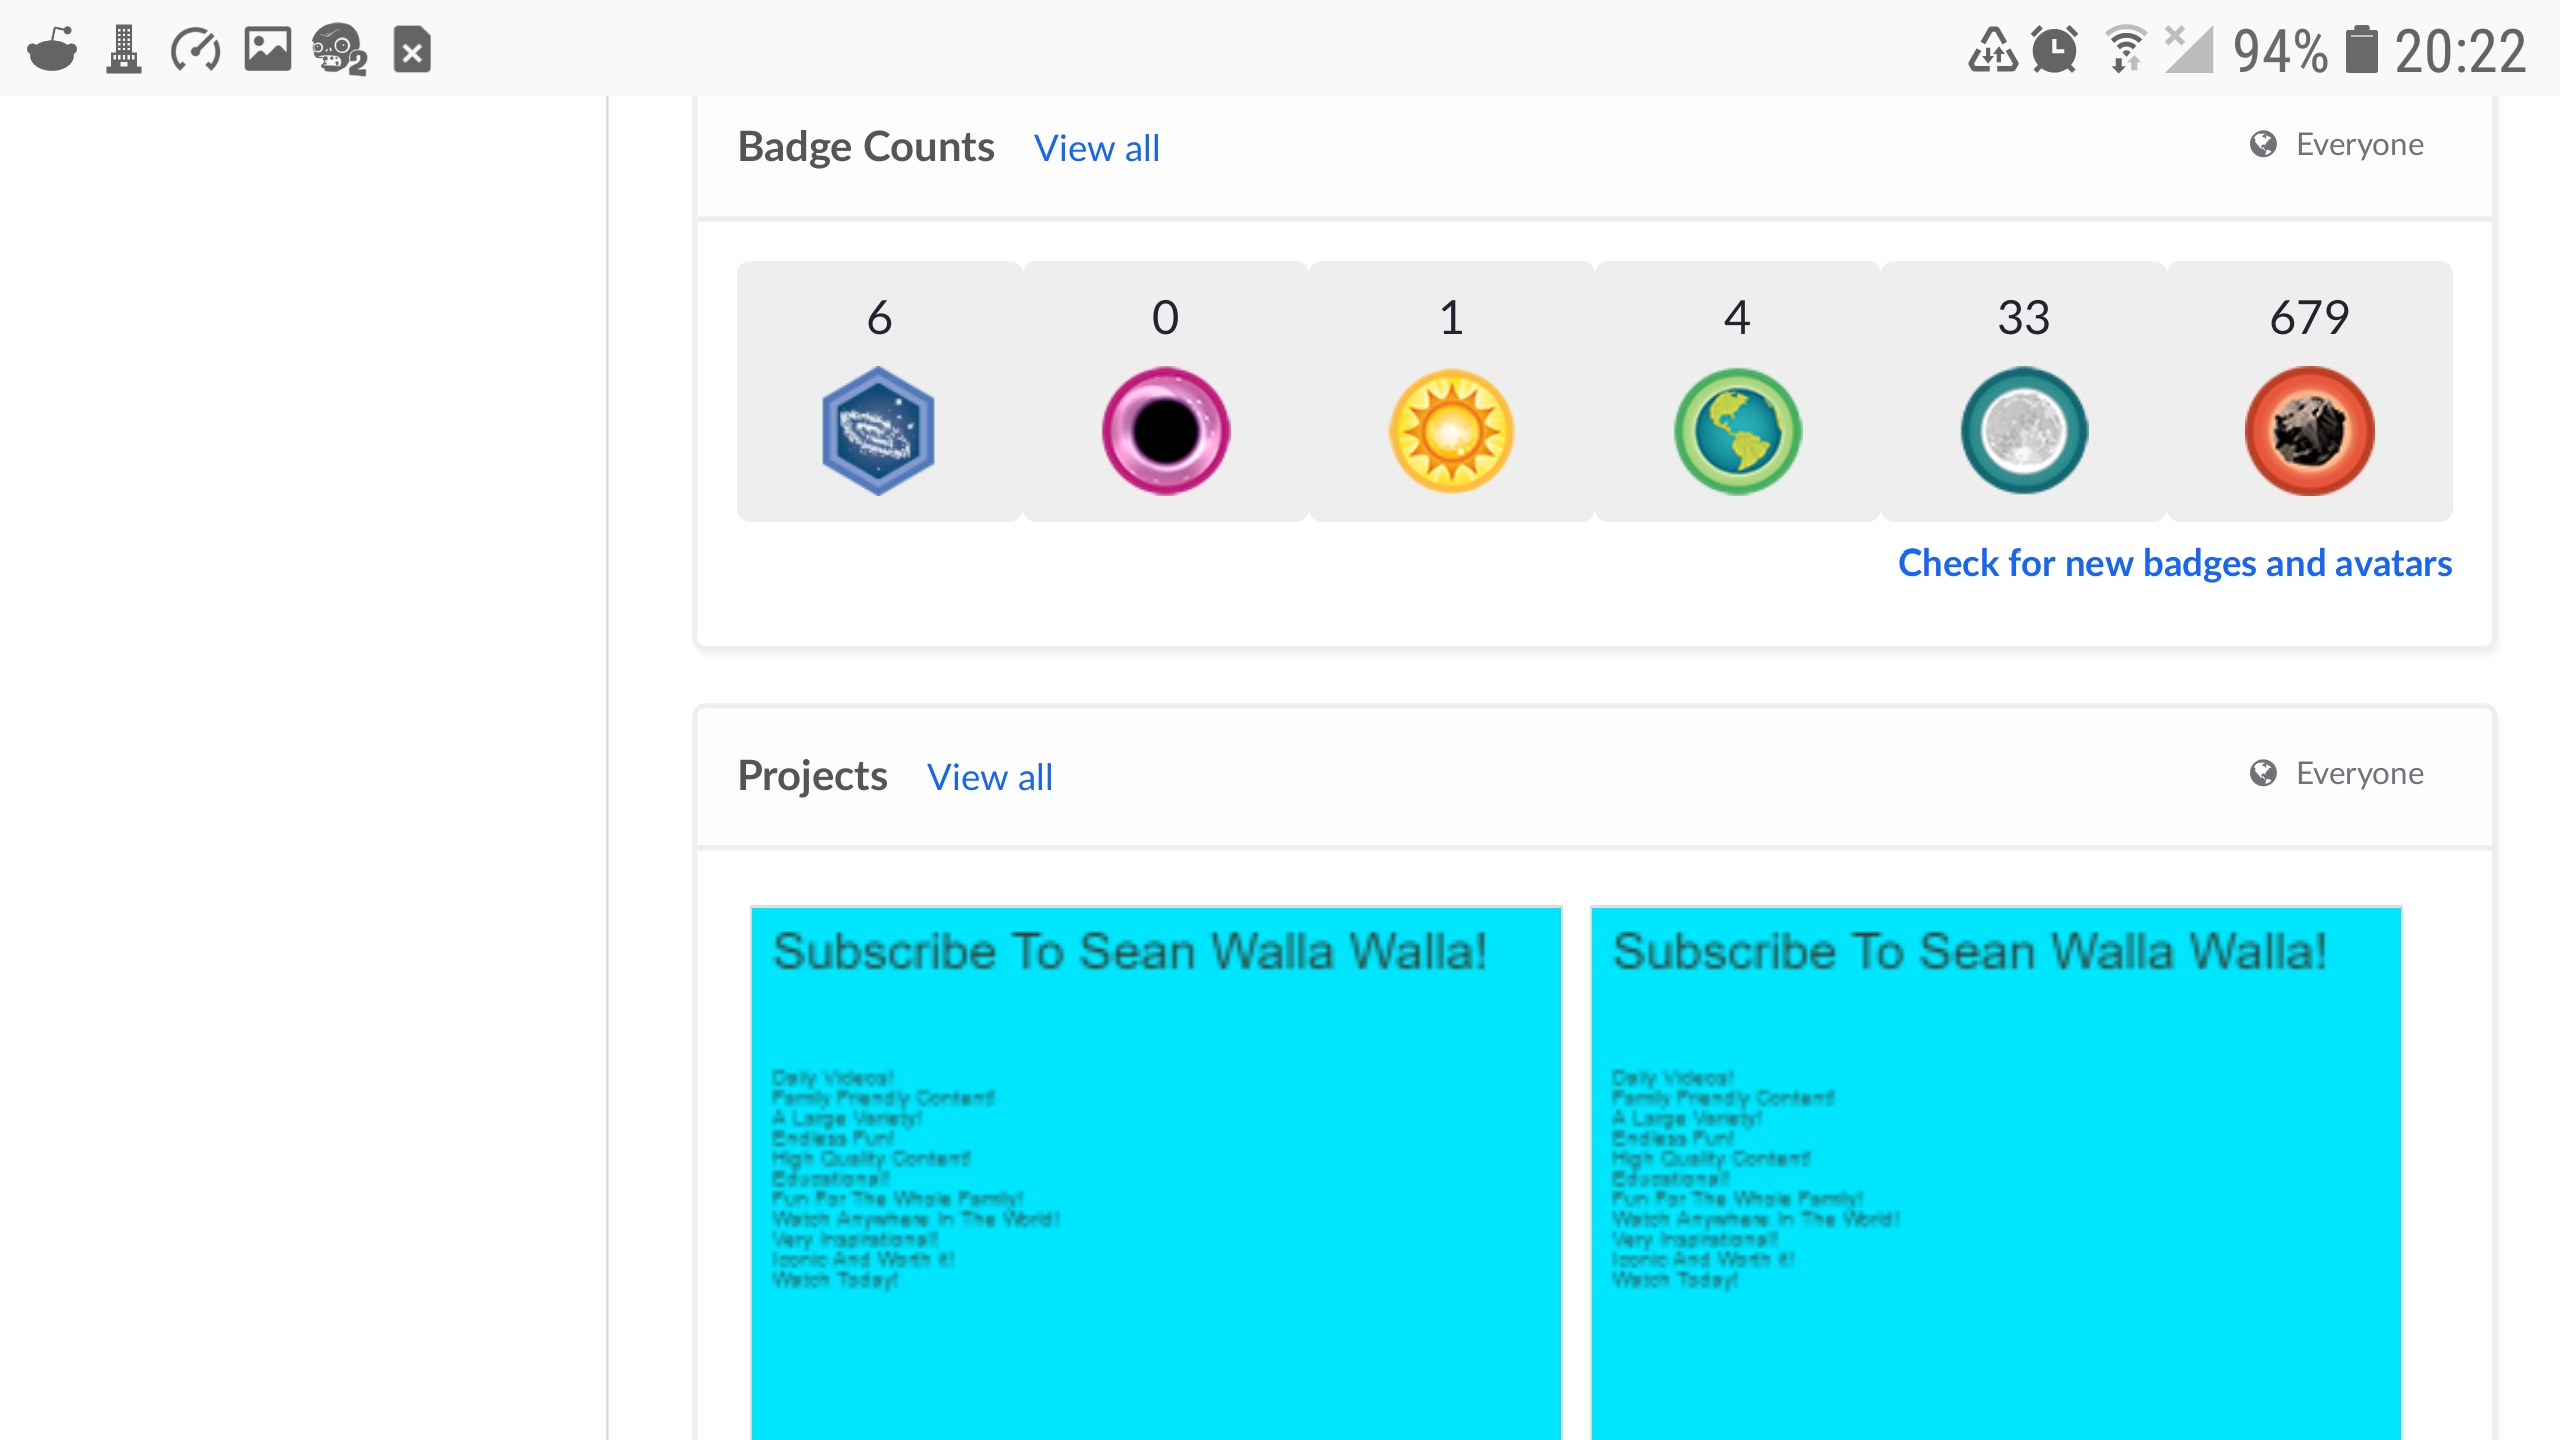 2 94% 20:22
Badge Counts View all Everyone
6 0 1 4 33 679
Check for new badges and avatars
Projects View all Everyone
Subscribe To Sean Walla Walla!
Daily Videos!
Family Friendly Content!
A Large Variety!
Endless Fun!
High Quality Content!
Educational!
Fun For The Whole Family!
Watch Anywhere In The World!
Very Inspirational!
Iconic And Worth it!
Watch Today!
Subscribe To Sean Walla Walla!
Daily Videos!
Family Friendly Content!
A Large Variety!
Endless Fun!
High Quality Content!
Educational!
Fun For The Whole Family!
Watch Anywhere In The World!
Very Inspirational!
Iconic And Worth it!
Watch Today!